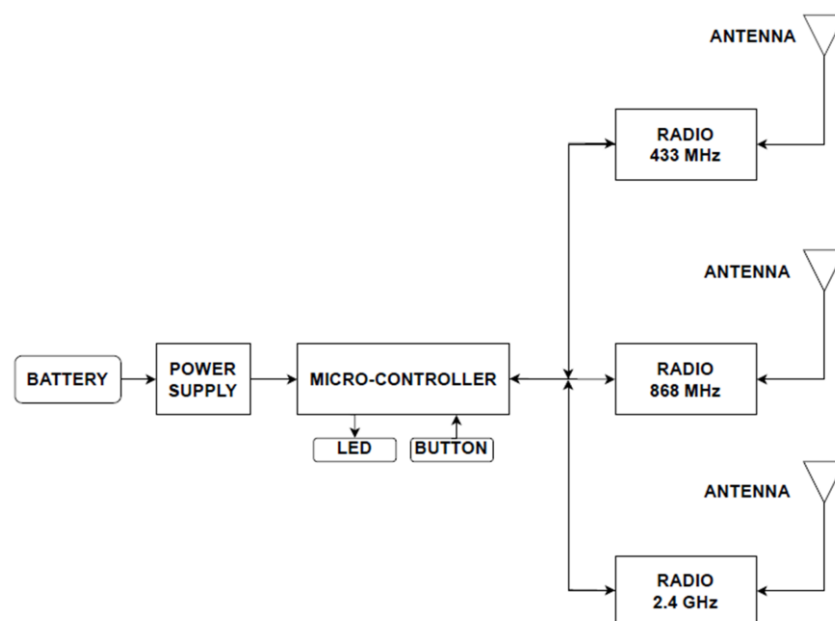 ANTENNA
RADIO
433 MHz
ANTENNA
BATTERY
POWER
SUPPLY
MICRO-CONTROLLER
RADIO
868 MHz
LED
BUTTON
ANTENNA
RADIO
2.4 GHz